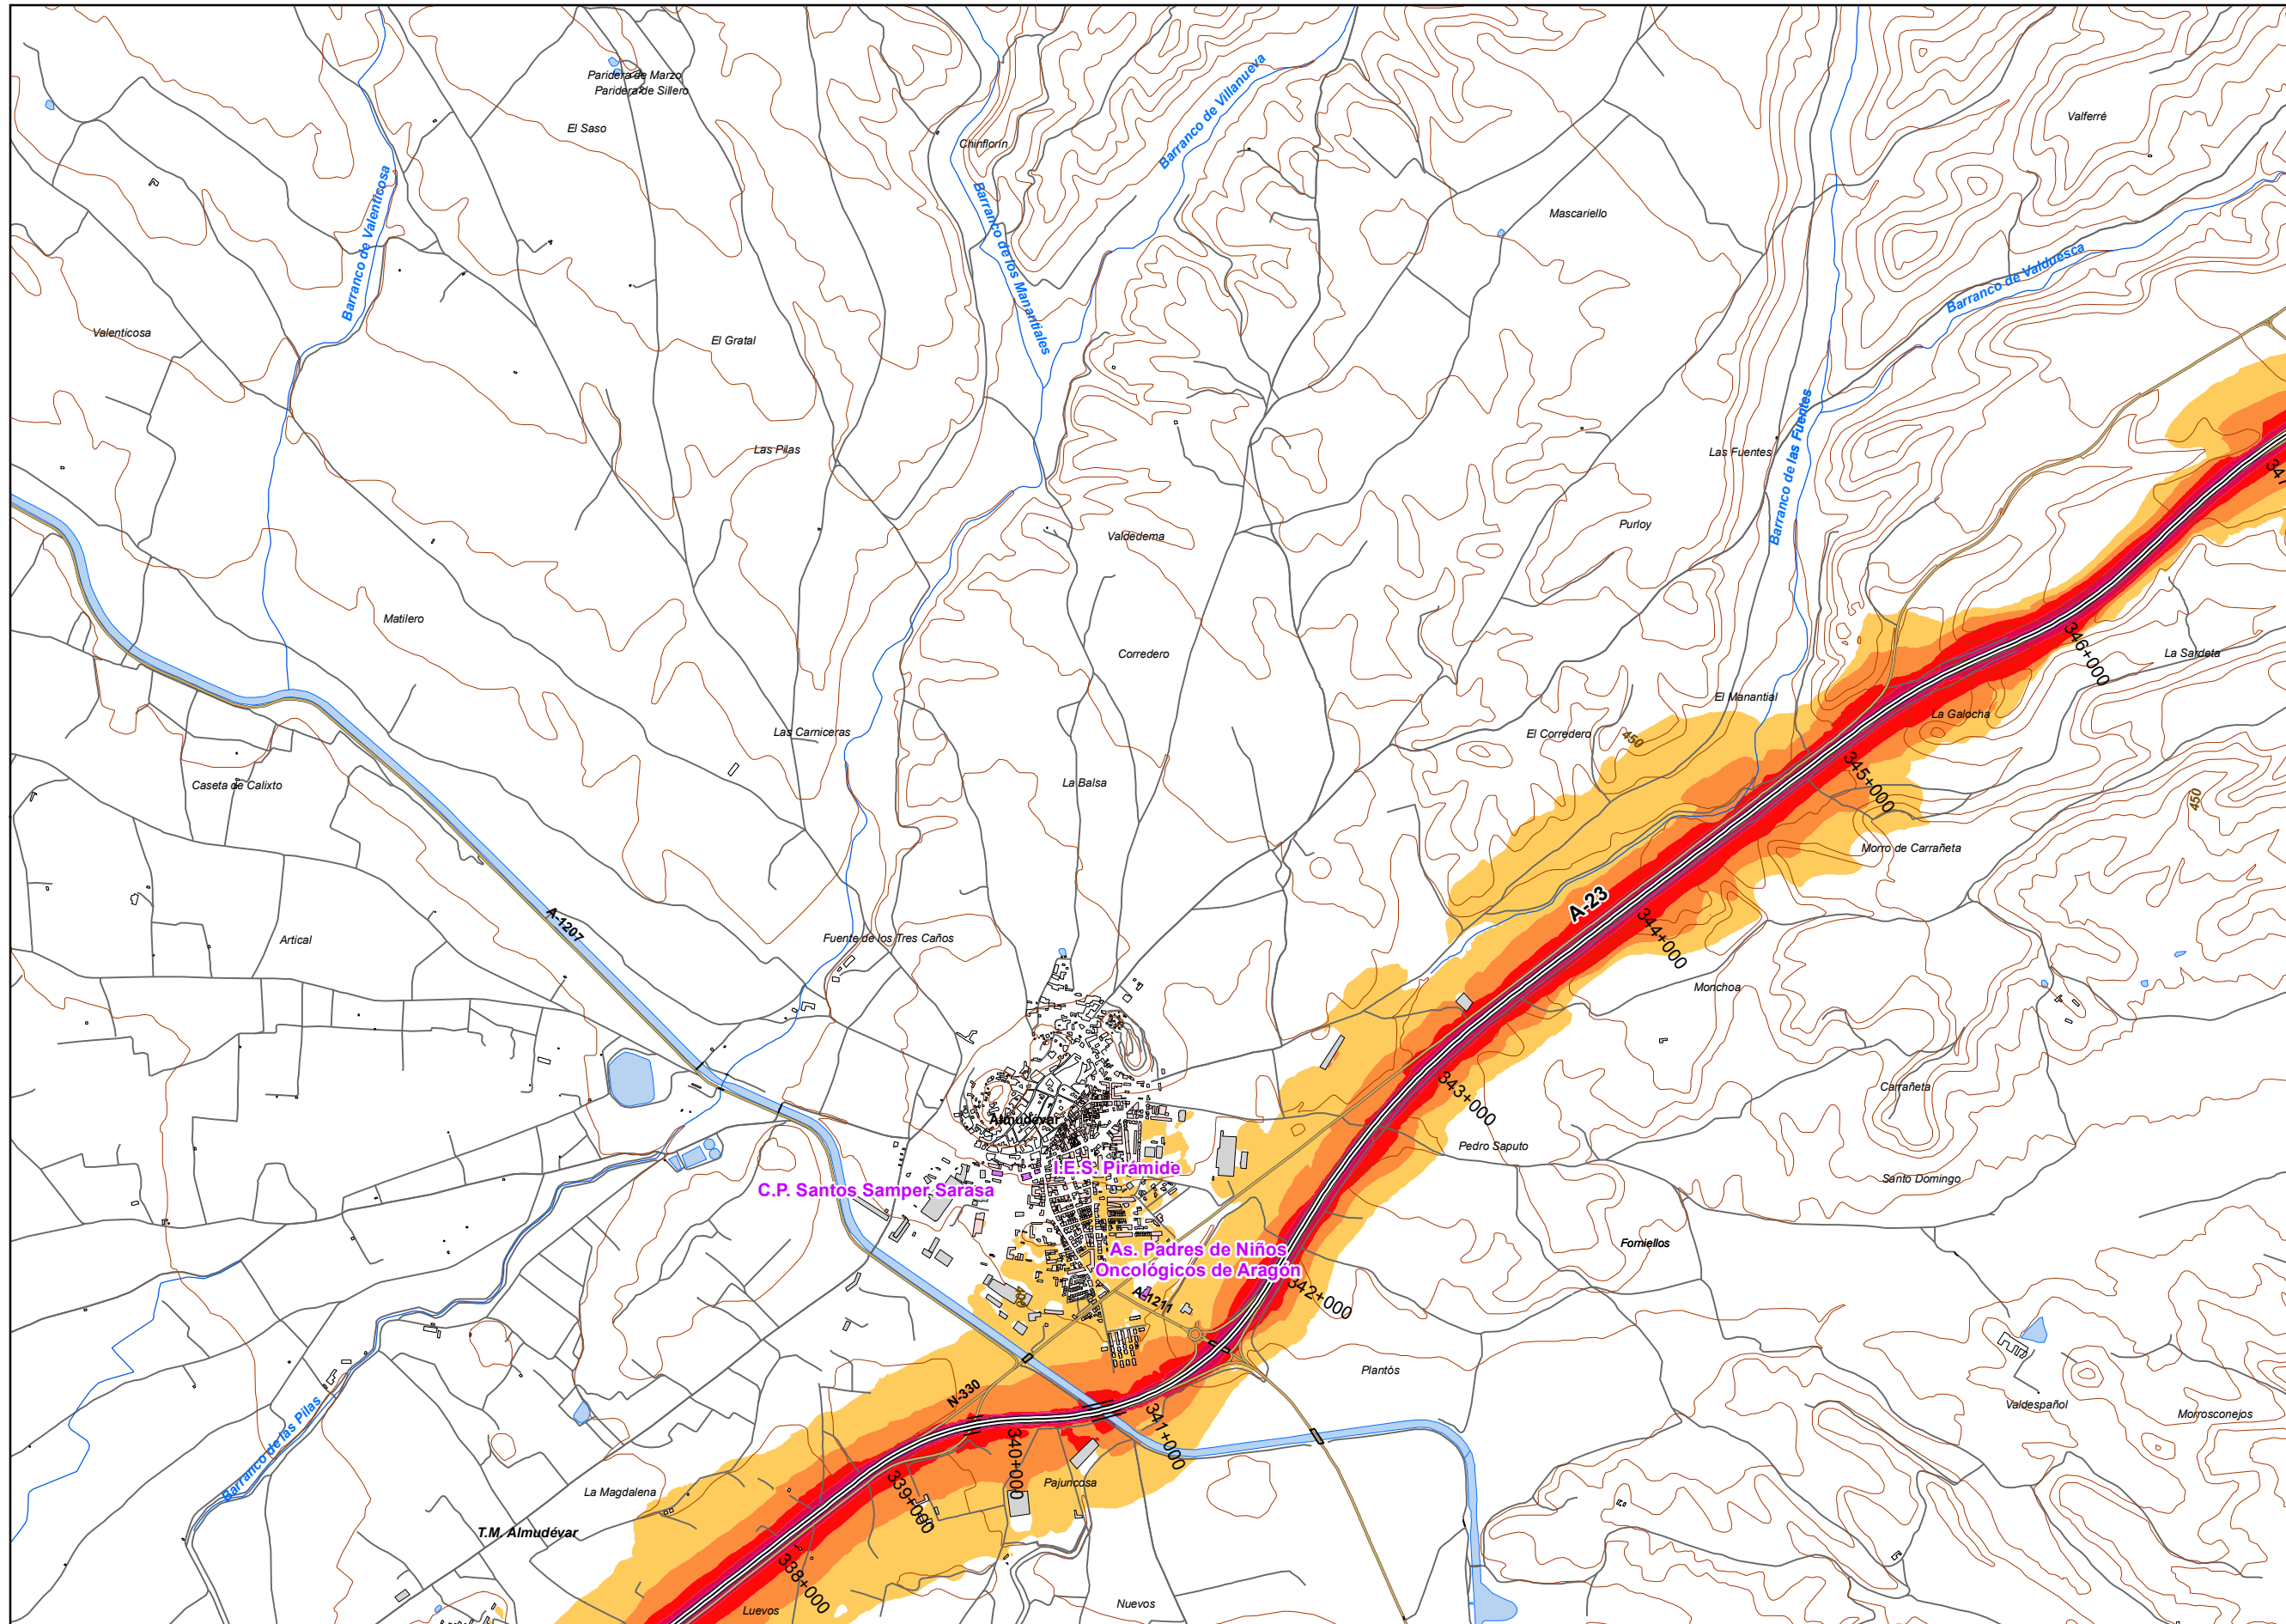 Paridera de Marzo
Paridera de Sillero
El Saso
Chinflorín
Barranco de Villanueva
Valferré
Barranco de Valenticosa
Barranco de los Manantiales
Mascariello
Barranco de Valduesca
Valenticosa
El Gratal
Las Pilas
Las Fuentes
Barranco de las Fuentes
Valdedema
Purloy
Matilero
Corredero
346+000
La Sardeta
El Manantial
La Galocha
Las Carniceras
El Corredero
450
Caseta de Calixto
La Balsa
345+000
450
Morro de Carrañeta
A-1207
A-23
Artical
Fuente de los Tres Caños
344+000
Monchoa
343+000
Carrañeta
Almudévar
Pedro Saputo
I.E.S. Pirámide
C.P. Santos Samper Sarasa
Santo Domingo
As. Padres de Niños
Oncológicos de Aragón
Forniellos
342+000
A-1211
400
Plantós
N-330
Valdespañol
Morrosconejos
Barranco de las Pilas
341+000
340+000
339+000
Pajuncosa
La Magdalena
T.M. Almudévar
338+000
Luevos
Nuevos